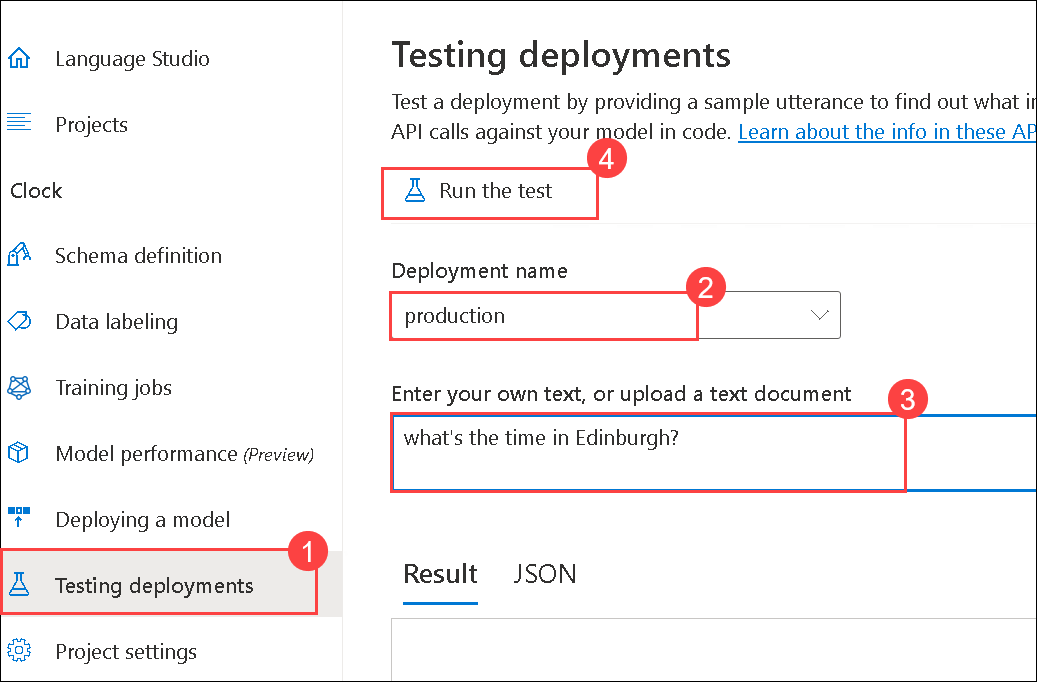 Language Studio
Projects
Clock
Schema definition
Data labeling
Training jobs
Model performance (Preview)
Deploying a model
1
Testing deployments
Project settings
Testing deployments
Test a deployment by providing a sample utterance to find out what
API calls against your model in code. Learn about the info in these
4
Run the test
Deployment name
2
production
Enter your own text, or upload a text document
3
what's the time in Edinburgh?
Result JSON